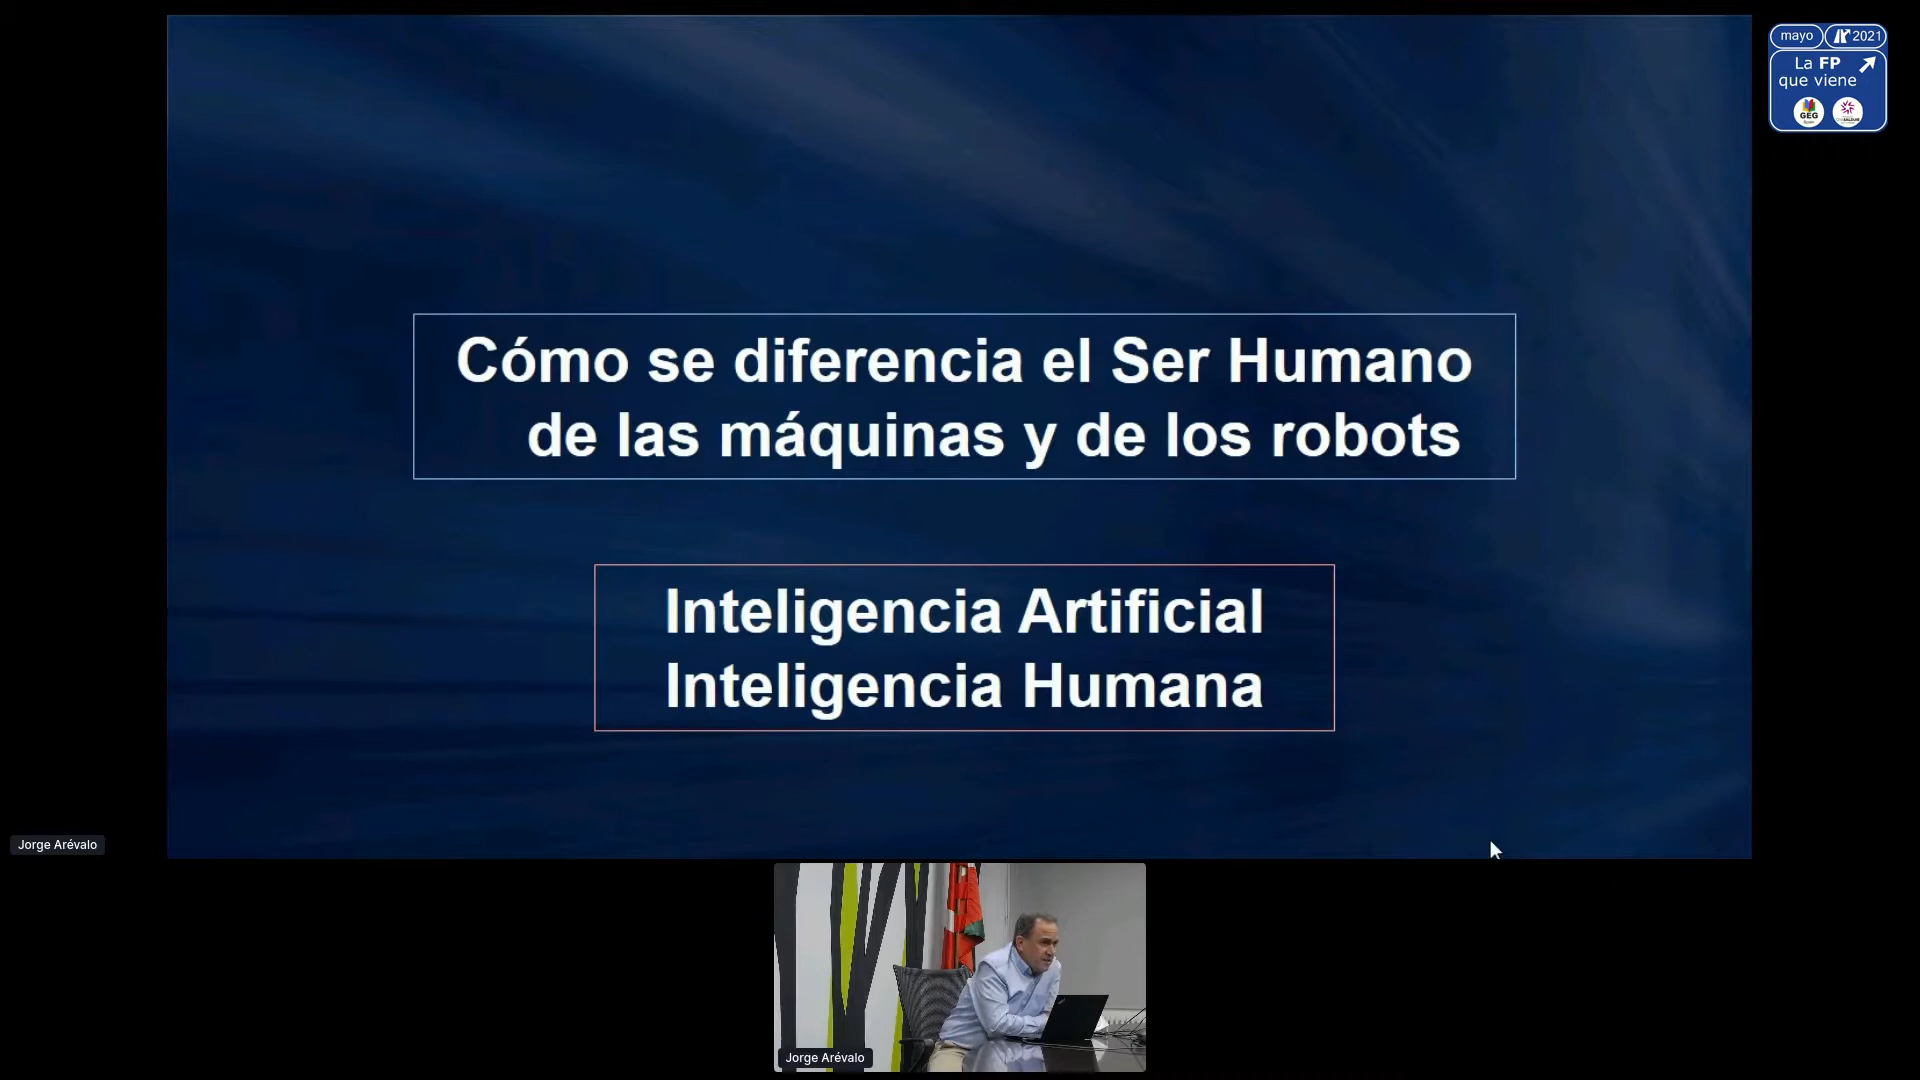 mayo
2021
La FP
que viene
GEG
Cómo se diferencia el Ser Humano
de las máquinas y de los robots
Inteligencia Artificial
Inteligencia Humana
Jorge Arévalo
Jorge Arévalo